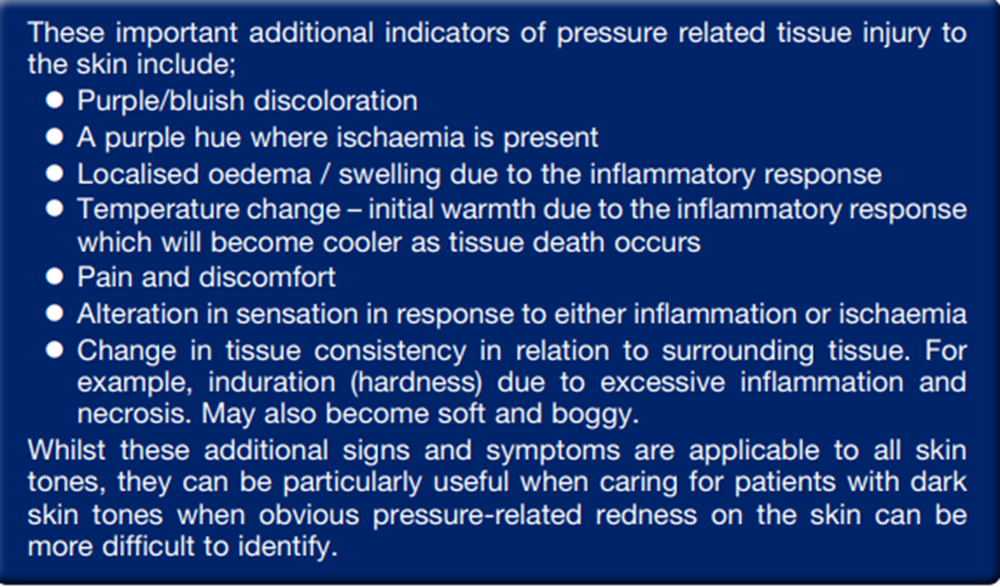 These important additional indicators of pressure related tissue injury to
the skin include;
● Purple/bluish discoloration
● A purple hue where ischaemia is present
● Localised oedema / swelling due to the inflammatory response
● Temperature change – initial warmth due to the inflammatory response
which will become cooler as tissue death occurs
● Pain and discomfort
● Alteration in sensation in response to either inflammation or ischaemia
● Change in tissue consistency in relation to surrounding tissue. For
example, induration (hardness) due to excessive inflammation and
necrosis. May also become soft and boggy.
Whilst these additional signs and symptoms are applicable to all skin
tones, they can be particularly useful when caring for patients with dark
skin tones when obvious pressure-related redness on the skin can be
more difficult to identify.